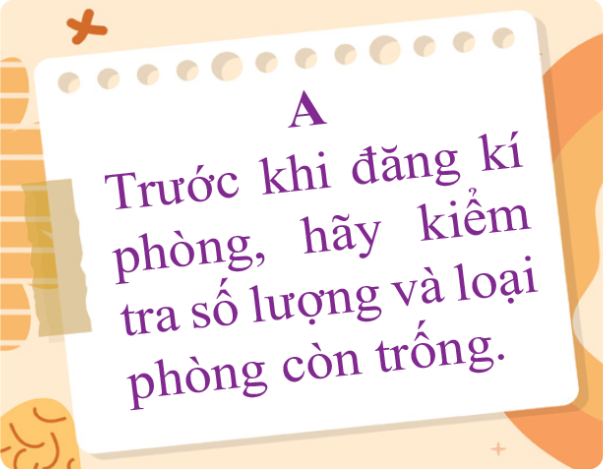 A
Trước khi đăng kí
phòng, hãy kiểm
tra số lượng và loại
phòng còn trống.